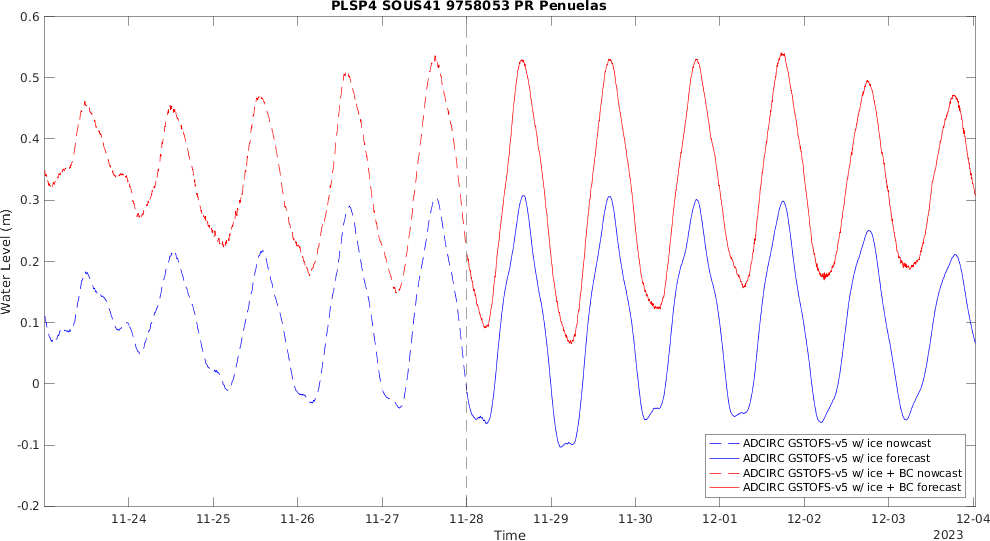 PLSP4 SOUS41 9758053 PR Penuelas
0.6
0.5
0.4
0.3
0.2
0.1
0
-0.1
-0.2
Water Level (m)
11-24 11-25 11-26 11-27 11-28 11-29 11-30 12-01 12-02 12-03 12-04
Time
2023
ADCIRC GSTOFS-v5 w/ ice nowcast
ADCIRC GSTOFS-v5 w/ ice forecast
ADCIRC GSTOFS-v5 w/ ice + BC nowcast
ADCIRC GSTOFS-v5 w/ ice + BC forecast